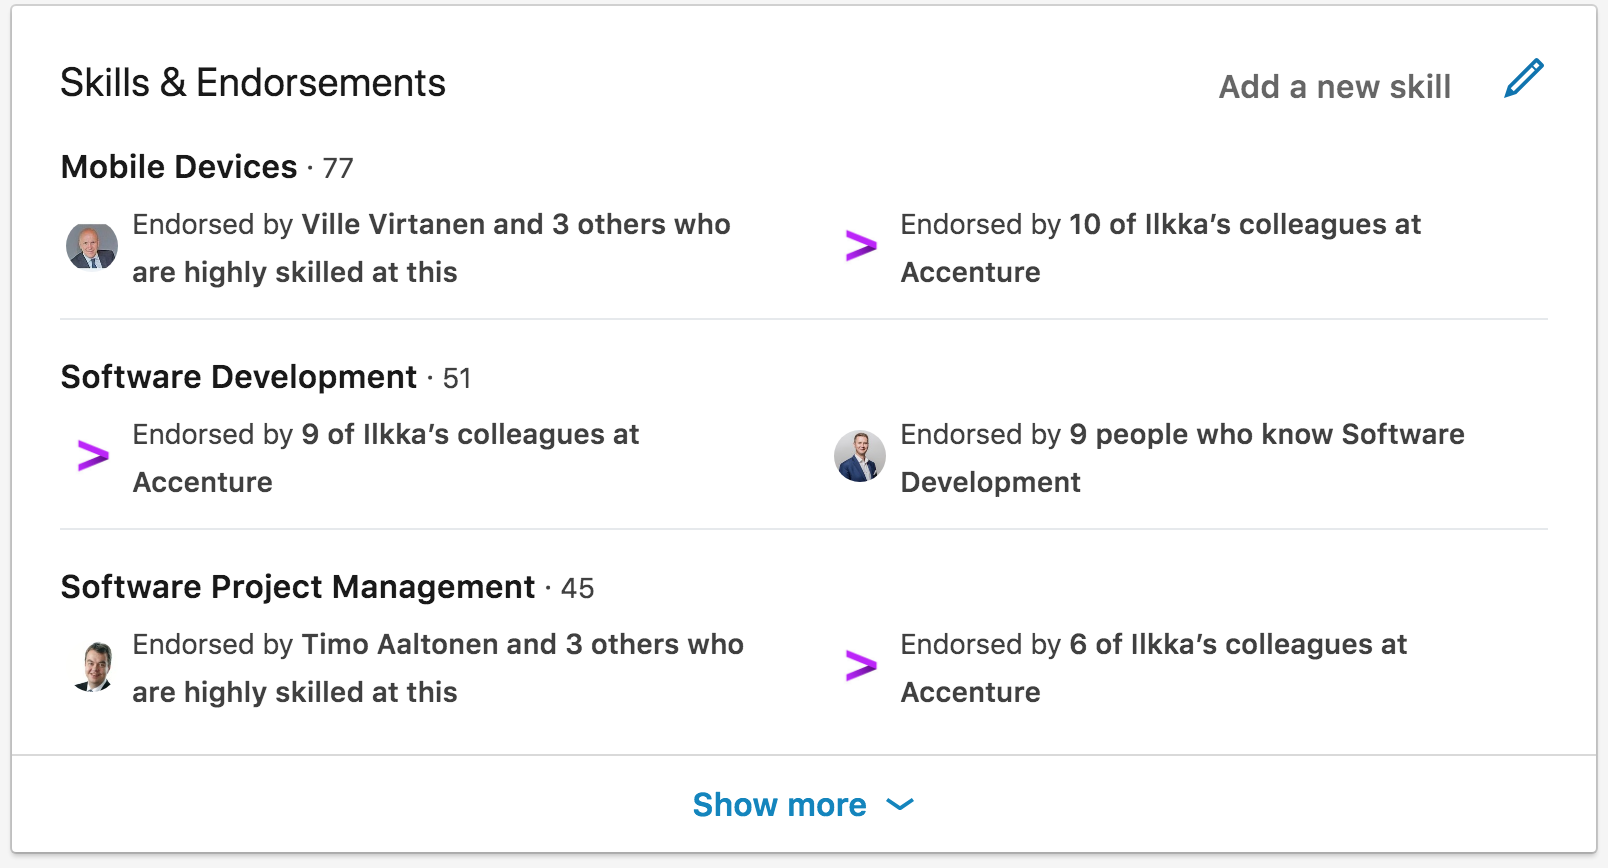 Skills & Endorsements
Add a new skill
Mobile Devices · 77
Endorsed by Ville Virtanen and 3 others who
are highly skilled at this
Endorsed by 10 of Ilkka’s colleagues at
Accenture
Software Development · 51
Endorsed by 9 of Ilkka’s colleagues at
Accenture
Endorsed by 9 people who know Software
Development
Software Project Management · 45
Endorsed by Timo Aaltonen and 3 others who
are highly skilled at this
Endorsed by 6 of Ilkka’s colleagues at
Accenture
Show more